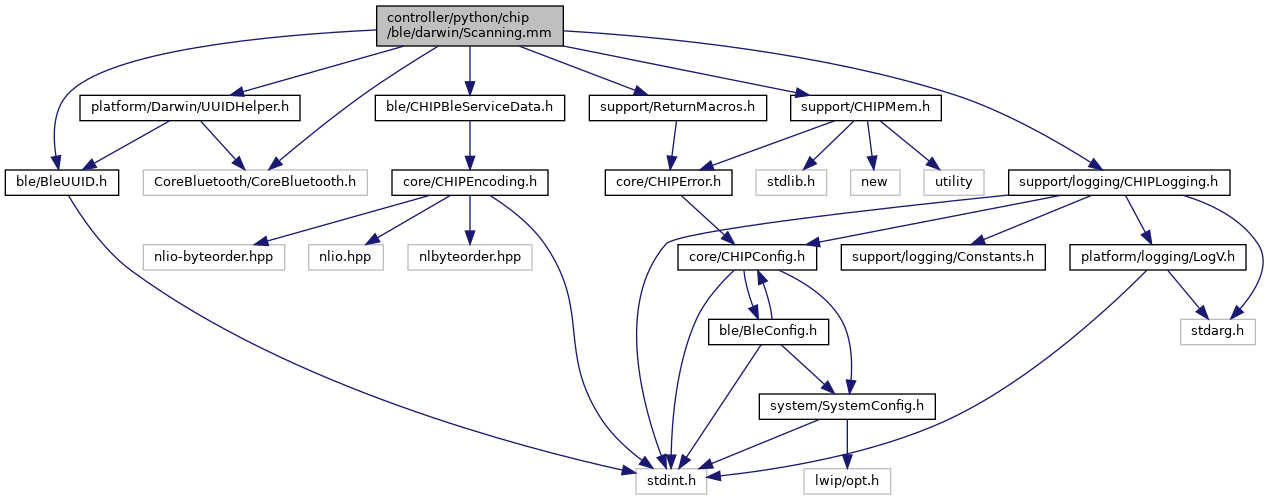 controller/python/chip
/ble/darwin/Scanning.mm
platform/Darwin/UUIDHelper.h
ble/CHIPBleServiceData.h
support/ReturnMacros.h
support/CHIPMem.h
ble/BleUUID.h
CoreBluetooth/CoreBluetooth.h
core/CHIPEncoding.h
core/CHIPError.h
stdlib.h
new
utility
support/logging/CHIPLogging.h
nlio-byteorder.hpp
nlio.hpp
nlbyteorder.hpp
core/CHIPConfig.h
support/logging/Constants.h
platform/logging/LogV.h
ble/BleConfig.h
stdarg.h
system/SystemConfig.h
stdint.h
lwip/opt.h